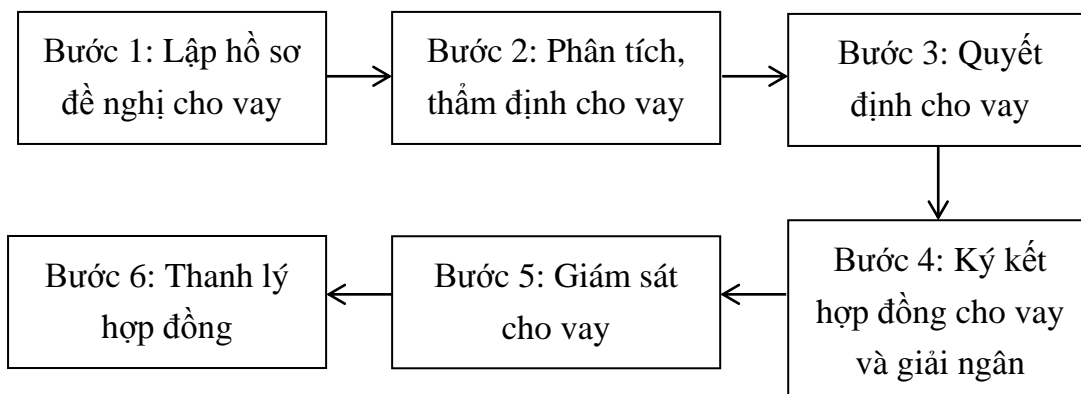 Bước 1: Lập hồ sơ
đề nghị cho vay
Bước 2: Phân tích,
thẩm định cho vay
Bước 3: Quyết
định cho vay
Bước 4: Ký kết
hợp đồng cho vay
và giải ngân
Bước 5: Giám sát
cho vay
Bước 6: Thanh lý
hợp đồng